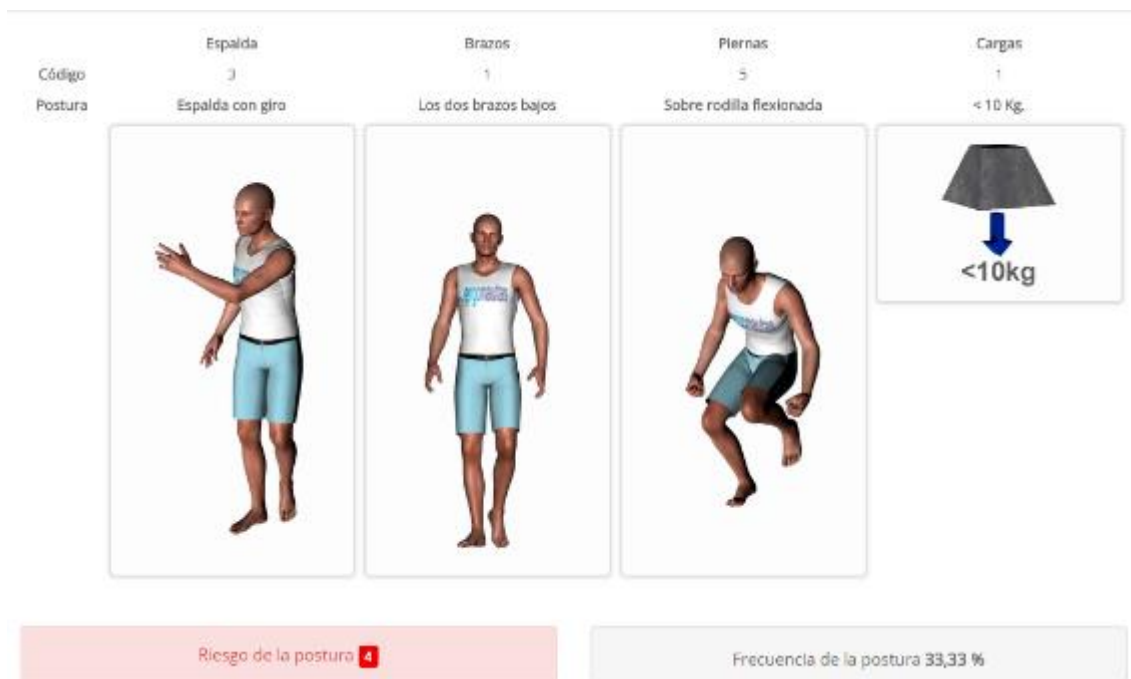 Espalda Brazos Piernas Cargas
Código 3 1 5 1
Postura Espalda con giro Los dos brazos bajos Sobre rodilla flexionada < 10 Kg.
<10kg
Riesgo de la postura 4
Frecuencia de la postura 33,33 %